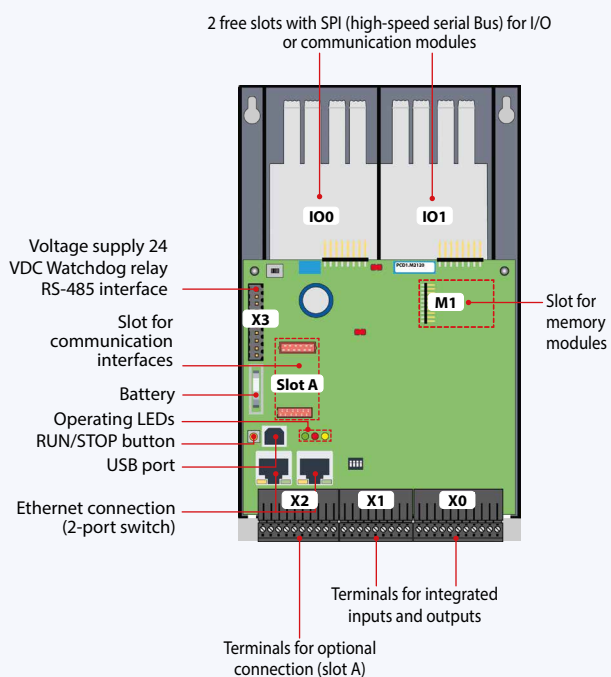 2 free slots with SPI (high-speed serial Bus) for I/O
or communication modules
IO0
IO1
Voltage supply 24
VDC Watchdog relay
RS-485 interface
PCD1.M2120
M1
X3
Slot for
memory
modules
Slot for
communication
interfaces
Slot A
Battery
Operating LEDs
RUN/STOP button
USB port
Ethernet connection
(2-port switch)
X2
X1
X0
Terminals for integrated
inputs and outputs
Terminals for optional
connection (slot A)